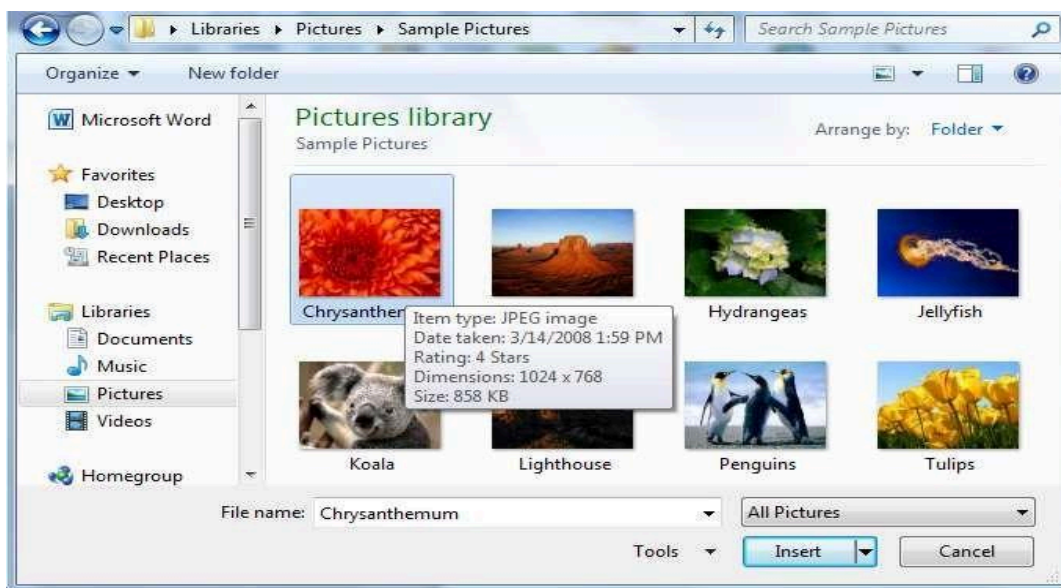 Libraries ▸ Pictures ▸ Sample Pictures
Search Sample Pictures
Organize
New folder
Microsoft Word
Favorites
Desktop
Downloads
Recent Places
Libraries
Documents
Music
Pictures
Videos
Homegroup
Pictures library
Sample Pictures
Arrange by: Folder
Hydrangeas
Jellyfish
Item type: JPEG image
Date taken: 3/14/2008 1:59 PM
Rating: 4 Stars
Dimensions: 1024 x 768
Size: 858 KB
Koala
Lighthouse
Penguins
Tulips
File name: Chrysanthemum
All Pictures
Tools
Insert
Cancel